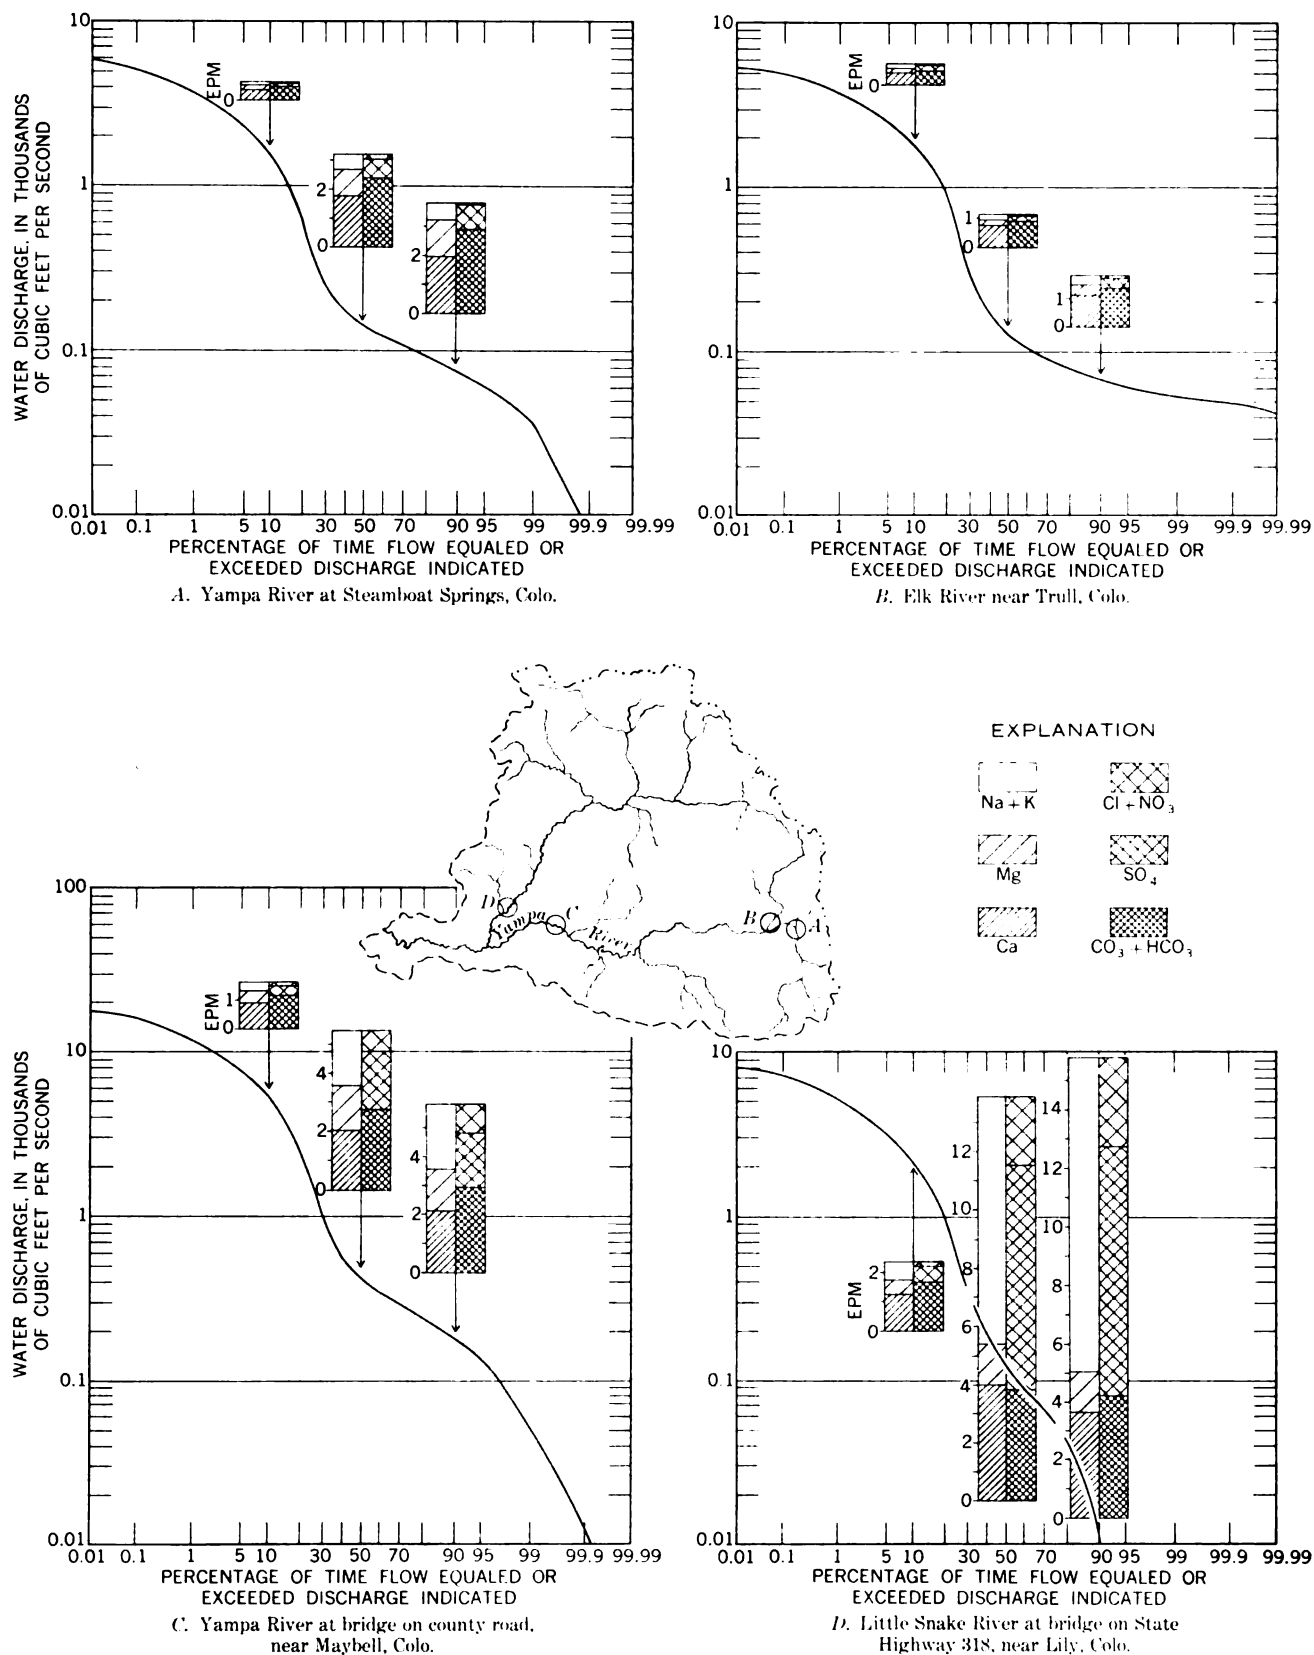 10
1
0.1
0.01
WATER DISCHARGE, IN THOUSANDS
OF CUBIC FEET PER SECOND
EPM
0
2
0
2
0
0.01 0.1 1 5 10 30 50 70 90 95 99 99.9 99.99
PERCENTAGE OF TIME FLOW EQUALED OR
EXCEEDED DISCHARGE INDICATED
A. Yampa River at Steamboat Springs, Colo.
10
1
0.1
0.01
EPM
0
1
0
1
0
0.01 0.1 1 5 10 30 50 70 90 95 99 99.9 99.99
PERCENTAGE OF TIME FLOW EQUALED OR
EXCEEDED DISCHARGE INDICATED
B. Elk River near Trull, Colo.
D
Yampa
C
River
B
A
EXPLANATION
Na + K
Cl + NO3
Mg
SO4
Ca
CO3 + HCO3
100
10
1
0.1
0.01
WATER DISCHARGE, IN THOUSANDS
OF CUBIC FEET PER SECOND
EPM
1
0
4
2
0
4
2
0
0.01 0.1 1 5 10 30 50 70 90 95 99 99.9 99.99
PERCENTAGE OF TIME FLOW EQUALED OR
EXCEEDED DISCHARGE INDICATED
C. Yampa River at bridge on county road,
near Maybell, Colo.
10
1
0.1
0.01
EPM
2
0
12
10
8
6
4
2
0
14
12
10
8
6
4
2
0
0.01 0.1 1 5 10 30 50 70 90 95 99 99.9 99.99
PERCENTAGE OF TIME FLOW EQUALED OR
EXCEEDED DISCHARGE INDICATED
D. Little Snake River at bridge on State
Highway 318, near Lily, Colo.